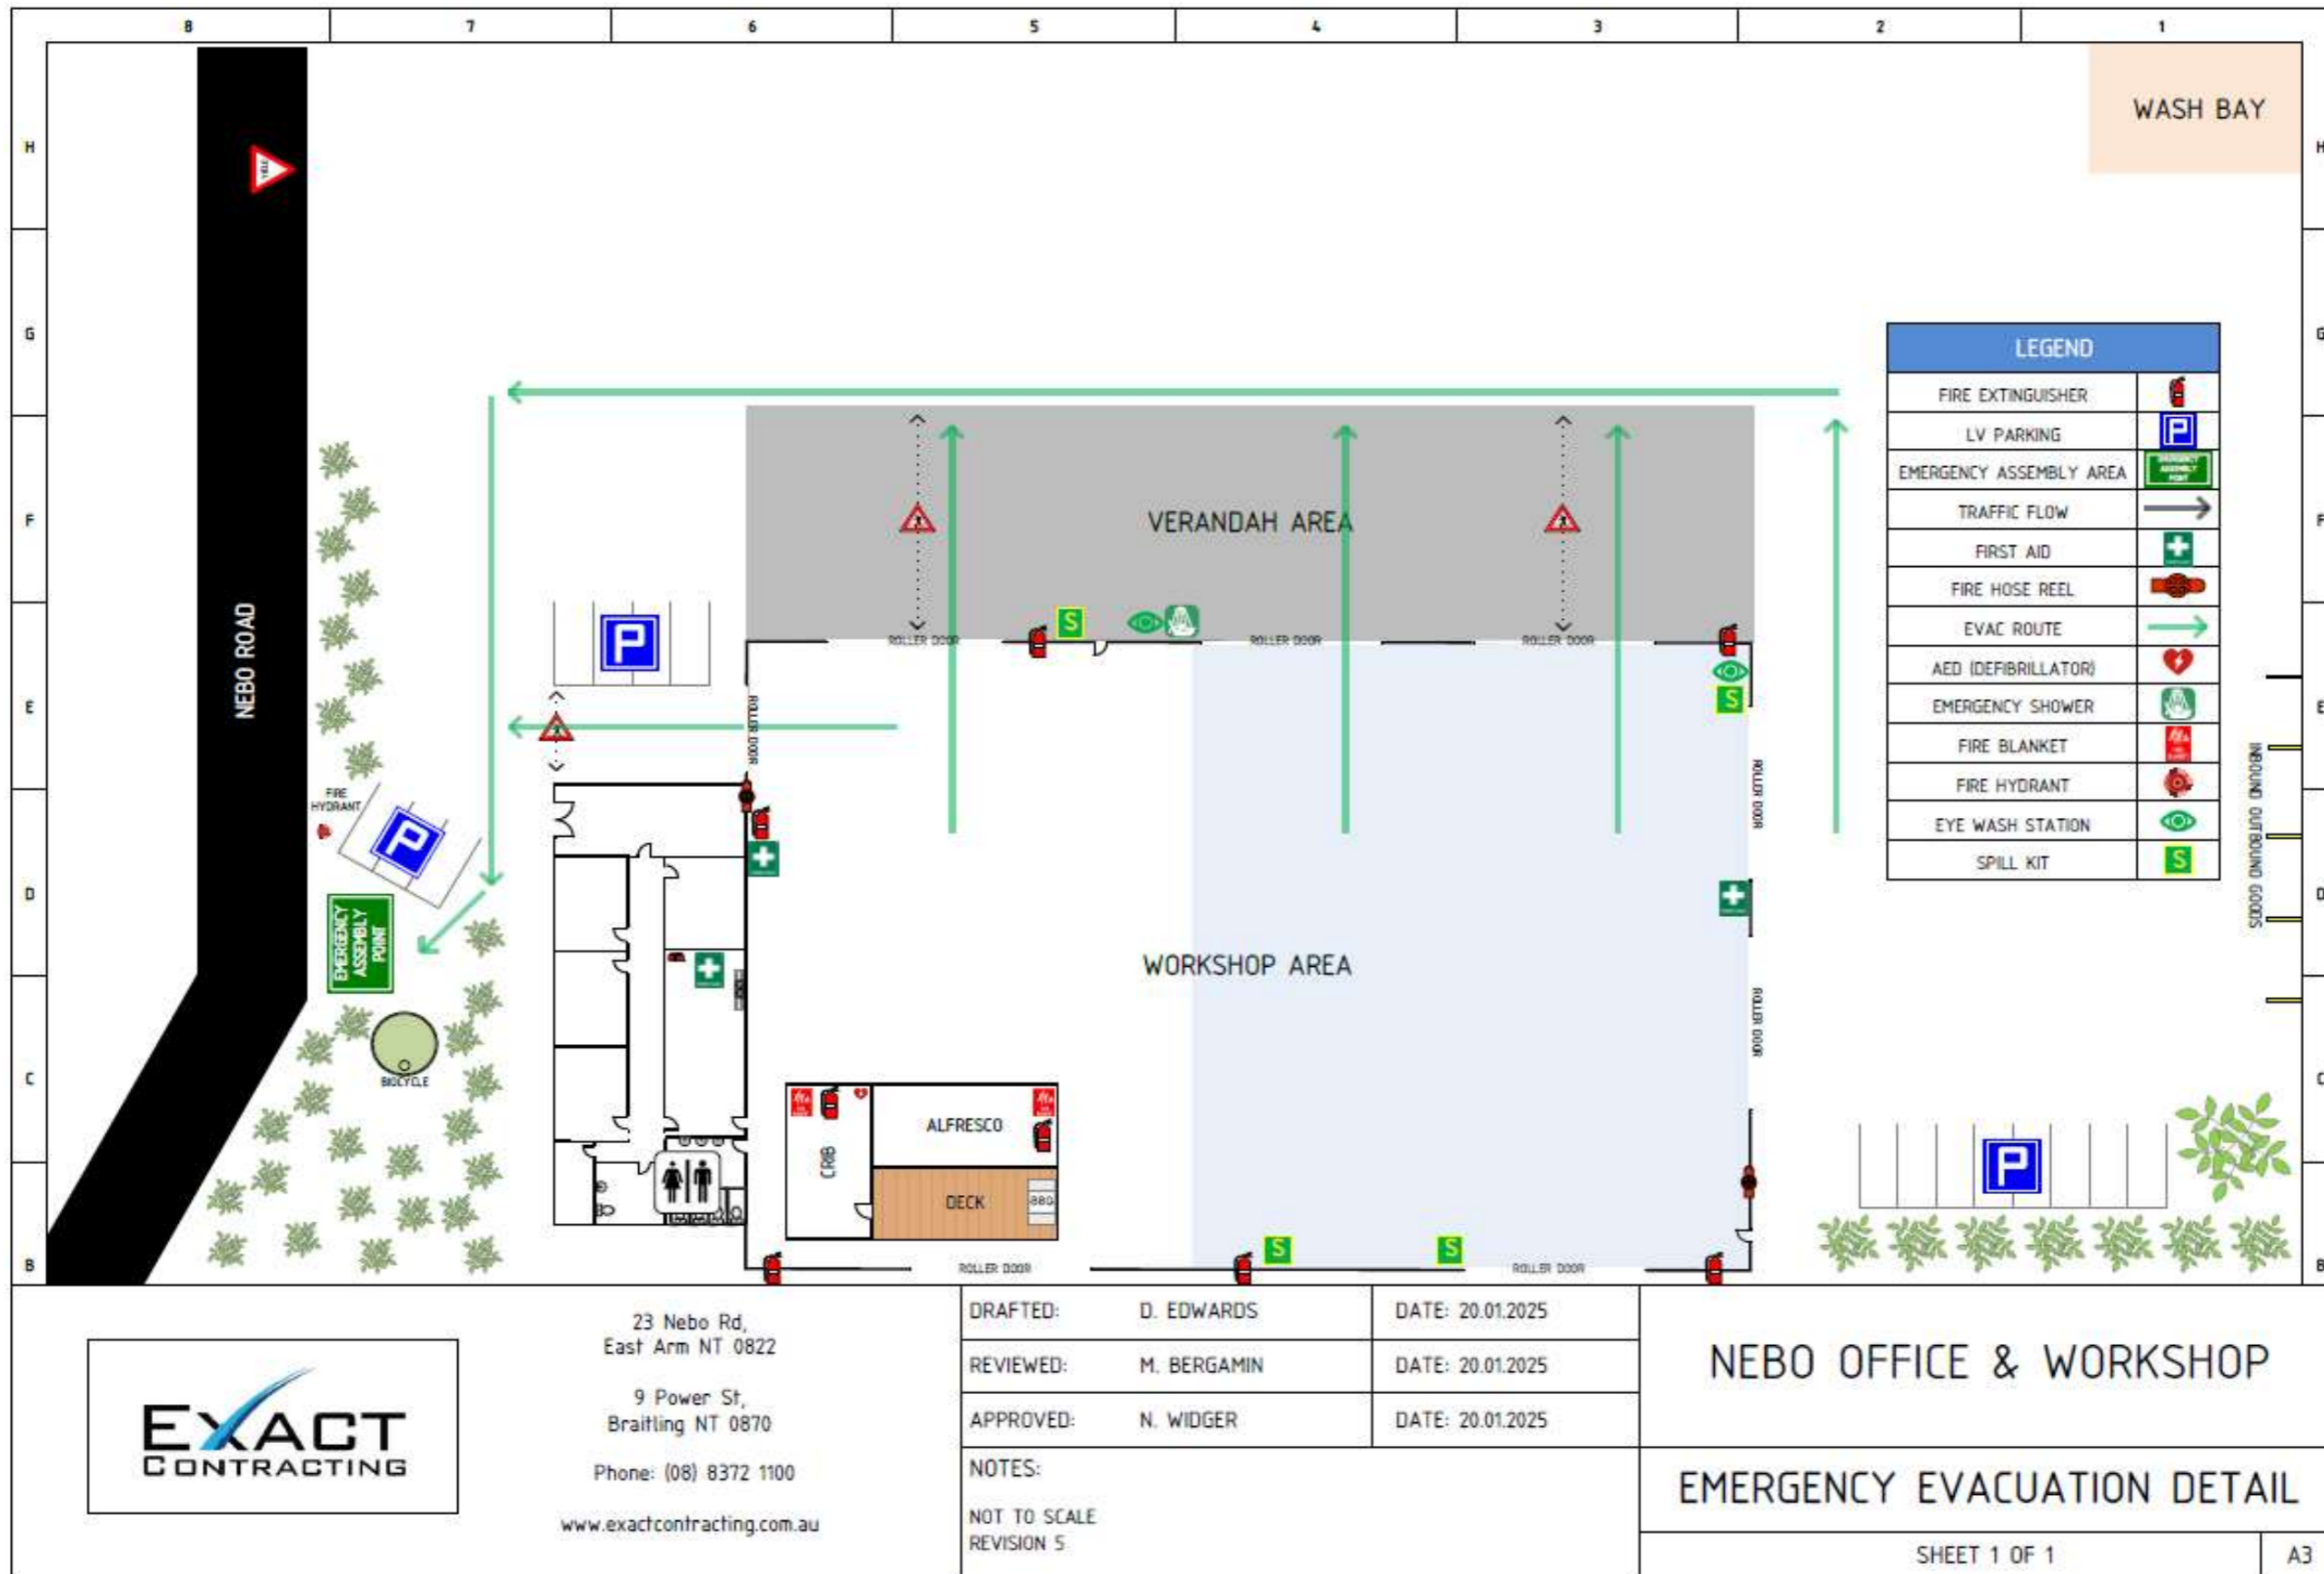 8 7 6 5 4 3 2 1
H
G
F
E
D
C
B
H
G
F
E
D
C
B
WASH BAY
YIELD
NEBO ROAD
VERANDAH AREA
ROLLER DOOR
ROLLER DOOR
ROLLER DOOR
S
P
ROLLER DOOR
S
ROLLER DOOR
ROLLER DOOR
FIRE
HYDRANT
P
EMERGENCY
ASSEMBLY
POINT
BIOCYCLE
WORKSHOP AREA
CRIB
ALFRESCO
DECK
BBQ
S
S
ROLLER DOOR
ROLLER DOOR
P
INBOUND OUTBOUND GOODS
LEGEND
FIRE EXTINGUISHER
LV PARKING P
EMERGENCY ASSEMBLY AREA
EMERGENCY
ASSEMBLY
POINT
TRAFFIC FLOW
FIRST AID
FIRE HOSE REEL
EVAC ROUTE
AED (DEFIBRILLATOR)
EMERGENCY SHOWER
FIRE BLANKET
FIRE HYDRANT
EYE WASH STATION
SPILL KIT S
EXACT
CONTRACTING
23 Nebo Rd,
East Arm NT 0822
9 Power St,
Braitling NT 0870
Phone: (08) 8372 1100
www.exactcontracting.com.au
DRAFTED: D. EDWARDS DATE: 20.01.2025
REVIEWED: M. BERGAMIN DATE: 20.01.2025
APPROVED: N. WIDGER DATE: 20.01.2025
NOTES:
NOT TO SCALE
REVISION 5
NEBO OFFICE & WORKSHOP
EMERGENCY EVACUATION DETAIL
SHEET 1 OF 1 A3